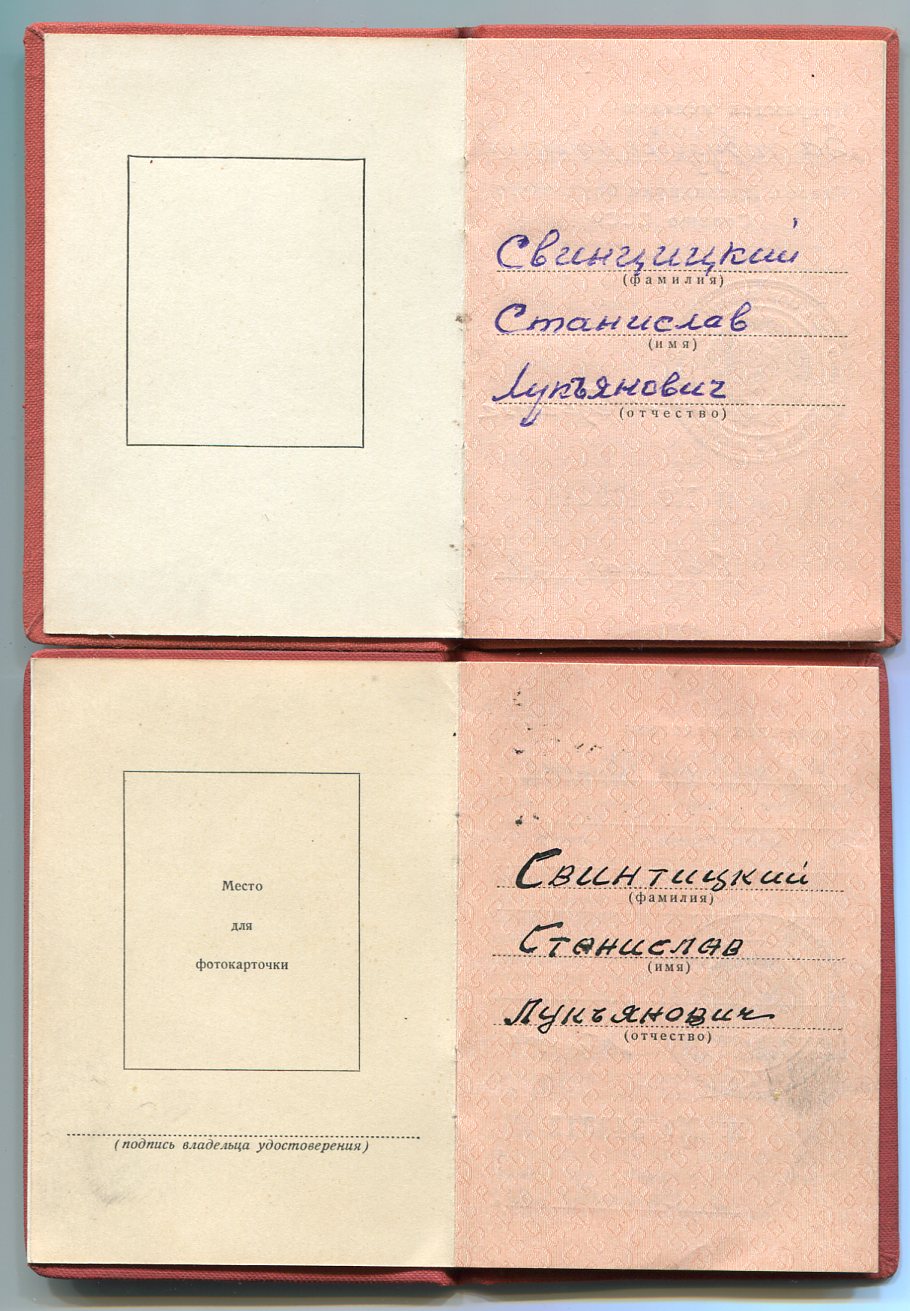 Свинцицкий
(фамилия)
Станислав
(имя)
Лукъянович
(отчество)
Место
для
фотокарточки
(подпись владельца удостоверения)
Свинтицкий
(фамилия)
Станислав
(имя)
Лукъянович
(отчество)